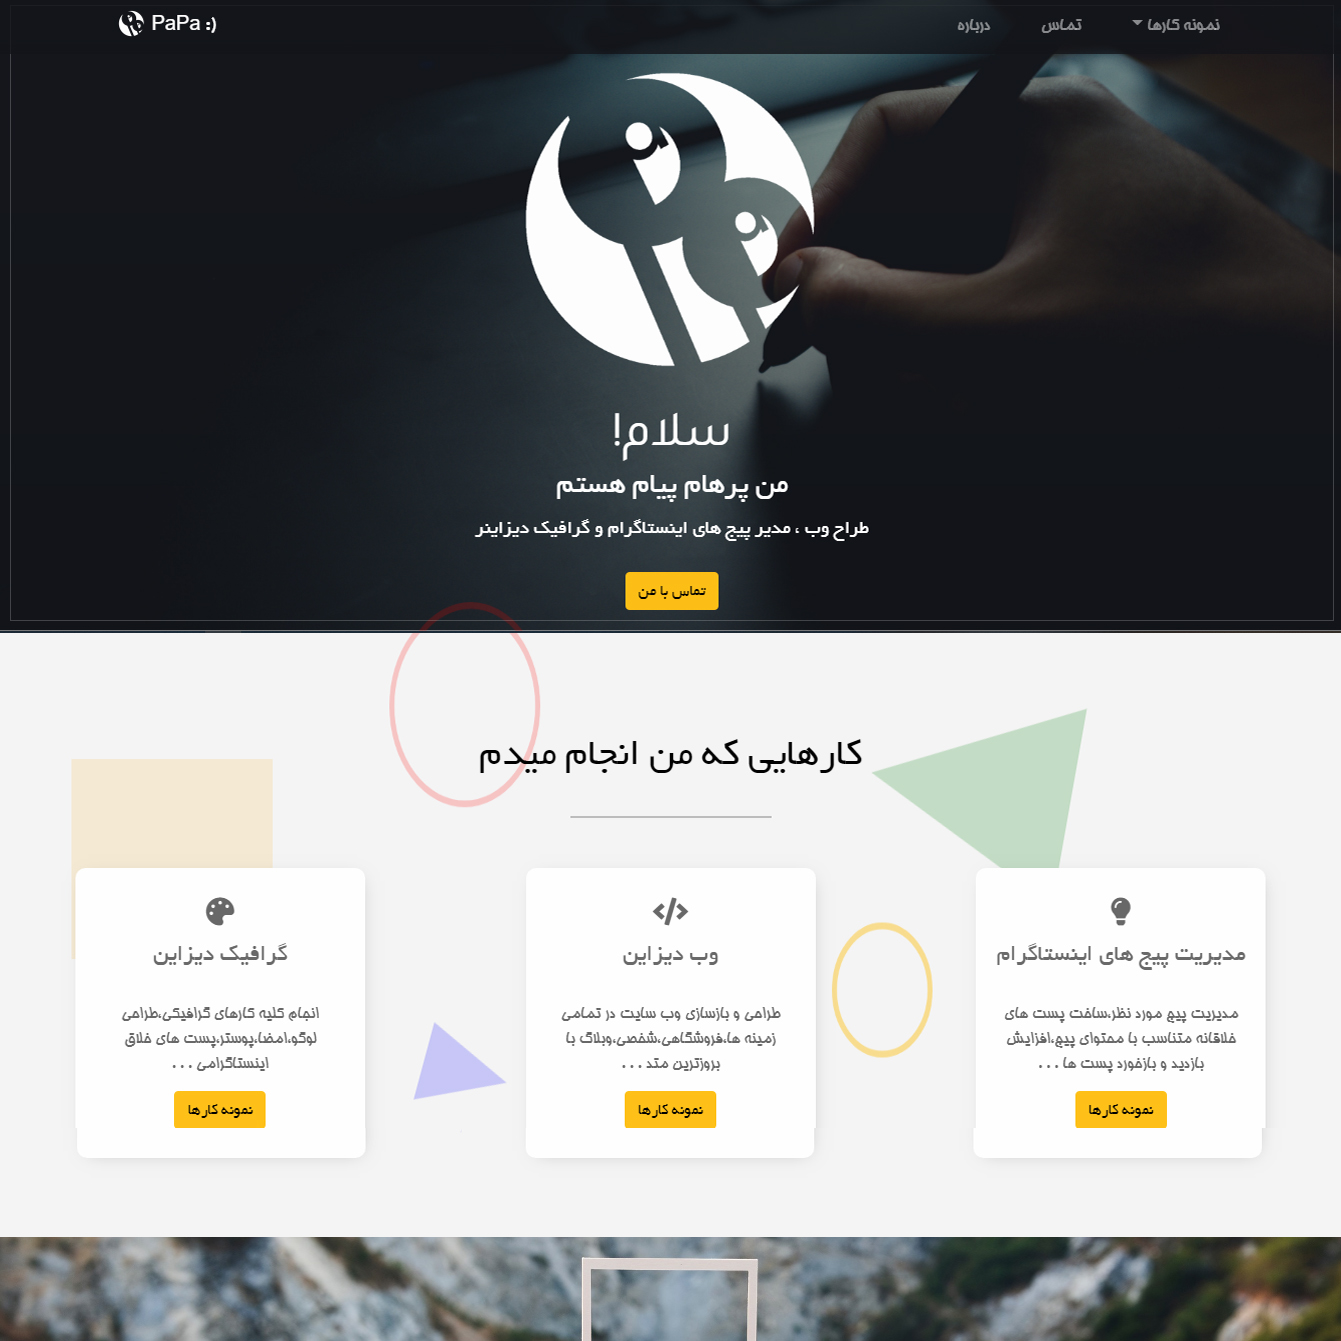 PaPa :)
نمونه کارها
تماس
درباره
سلام!
من پرهام پیام هستم
طراح وب ، مدیر پیج های اینستاگرام و گرافیک دیزاینر
تماس با من
کارهایی که من انجام میدم
مدیریت پیج های اینستاگرام
مدیریت پیج مورد نظر،ساخت پست های
خلاقانه متناسب با محتوای پیج،افزایش
بازدید و بازخورد پست ها ...
نمونه کارها
وب دیزاین
طراحی و بازسازی وب سایت در تمامی
زمینه ها،فروشگاهی،شخصی،وبلاگ با
بروزترین متد ...
نمونه کارها
گرافیک دیزاین
انجام کلیه کارهای گرافیکی،طراحی
لوگو،امضا،پوستر،پست های خلاق
اینستاگرامی ...
نمونه کارها